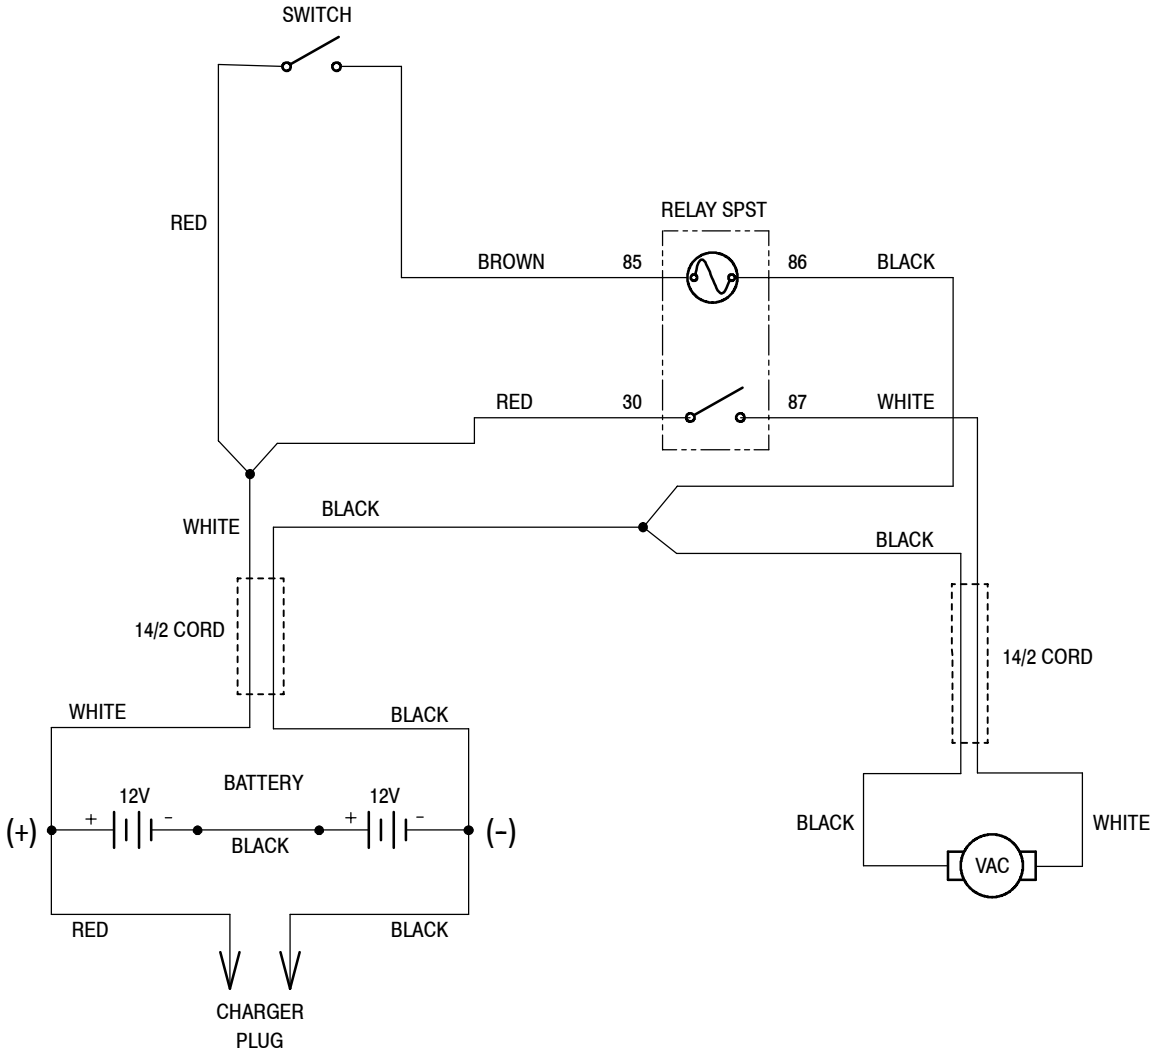 SWITCH
RED
RELAY SPST
BROWN
85
86
BLACK
RED
30
87
WHITE
BLACK
WHITE
BLACK
14/2 CORD
14/2 CORD
WHITE
BLACK
BATTERY
12V
12V
+
-
+
-
(+)
(-)
BLACK
BLACK
WHITE
VAC
RED
BLACK
CHARGER
PLUG